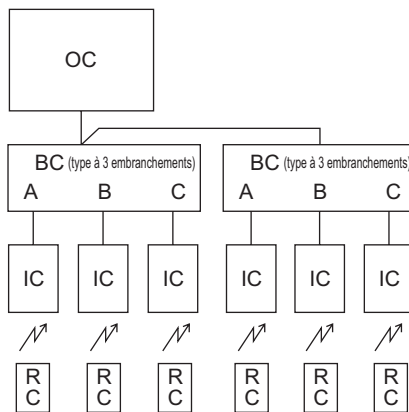 OC
BC (type à 3 embranchements) BC (type à 3 embranchements)
A B C A B C
IC IC IC IC IC IC
R R R R R R
C C C C C C